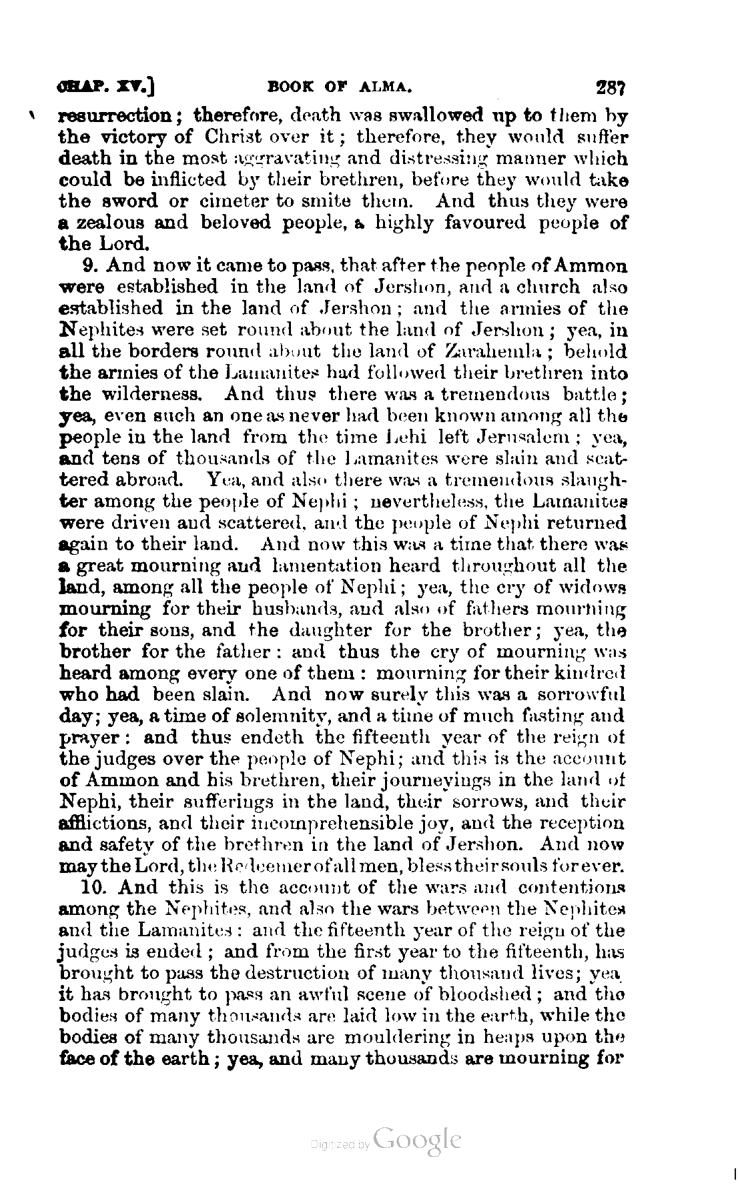 CHAP. XV.] BOOK OF ALMA. 287
resurrection; therefore, death was swallowed up to them by
the victory of Christ over it; therefore, they would suffer
death in the most aggravating and distressing manner which
could be inflicted by their brethren, before they would take
the sword or cimeter to smite them. And thus they were
a zealous and beloved people, a highly favoured people of
the Lord.
9. And now it came to pass, that after the people of Ammon
were established in the land of Jershon, and a church also
established in the land of Jershon; and the armies of the
Nephites were set round about the land of Jershon; yea, in
all the borders round about the land of Zarahemla; behold
the armies of the Lamanites had followed their brethren into
the wilderness. And thus there was a tremendous battle;
yea, even such an one as never had been known among all the
people in the land from the time Lehi left Jerusalem; yea,
and tens of thousands of the Lamanites were slain and scat-
tered abroad. Yea, and also there was a tremendous slaugh-
ter among the people of Nephi; nevertheless, the Lamanites
were driven and scattered, and the people of Nephi returned
again to their land. And now this was a time that there was
a great mourning and lamentation heard throughout all the
land, among all the people of Nephi; yea, the cry of widows
mourning for their husbands, and also of fathers mourning
for their sons, and the daughter for the brother; yea, the
brother for the father: and thus the cry of mourning was
heard among every one of them: mourning for their kindred
who had been slain. And now surely this was a sorrowful
day; yea, a time of solemnity, and a time of much fasting and
prayer: and thus endeth the fifteenth year of the reign of
the judges over the people of Nephi; and this is the account
of Ammon and his brethren, their journeyings in the land of
Nephi, their sufferings in the land, their sorrows, and their
afflictions, and their incomprehensible joy, and the reception
and safety of the brethren in the land of Jershon. And now
may the Lord, the Redeemer of all men, bless their souls for ever.
10. And this is the account of the wars and contentions
among the Nephites, and also the wars between the Nephites
and the Lamanites: and the fifteenth year of the reign of the
judges is ended; and from the first year to the fifteenth, has
brought to pass the destruction of many thousand lives; yea
it has brought to pass an awful scene of bloodshed; and the
bodies of many thousands are laid low in the earth, while the
bodies of many thousands are mouldering in heaps upon the
face of the earth; yea, and many thousands are mourning for
Digitized by Google